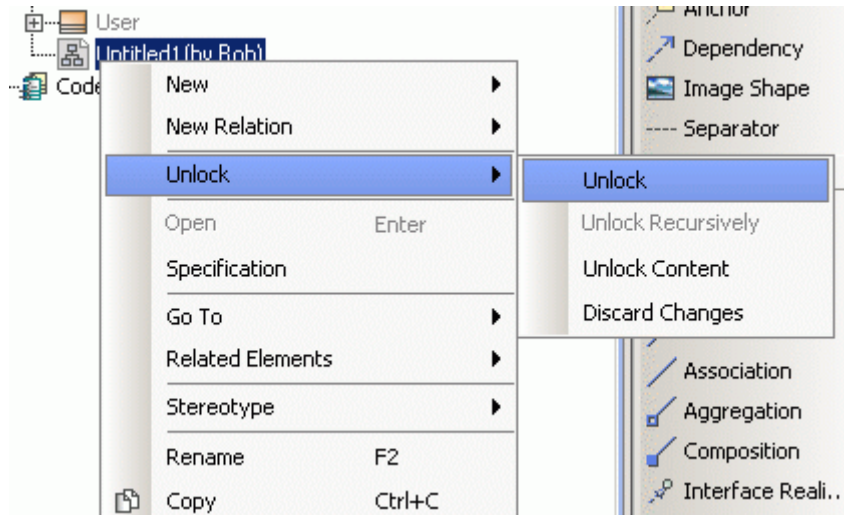 User
Anchor
Untitled1 (by Bob)
Dependency
Code
New
Image Shape
New Relation
Separator
Unlock
Unlock
Open Enter
Unlock Recursively
Specification
Unlock Content
Go To
Discard Changes
Related Elements
Association
Stereotype
Aggregation
Rename F2
Composition
Copy Ctrl+C
Interface Reali..